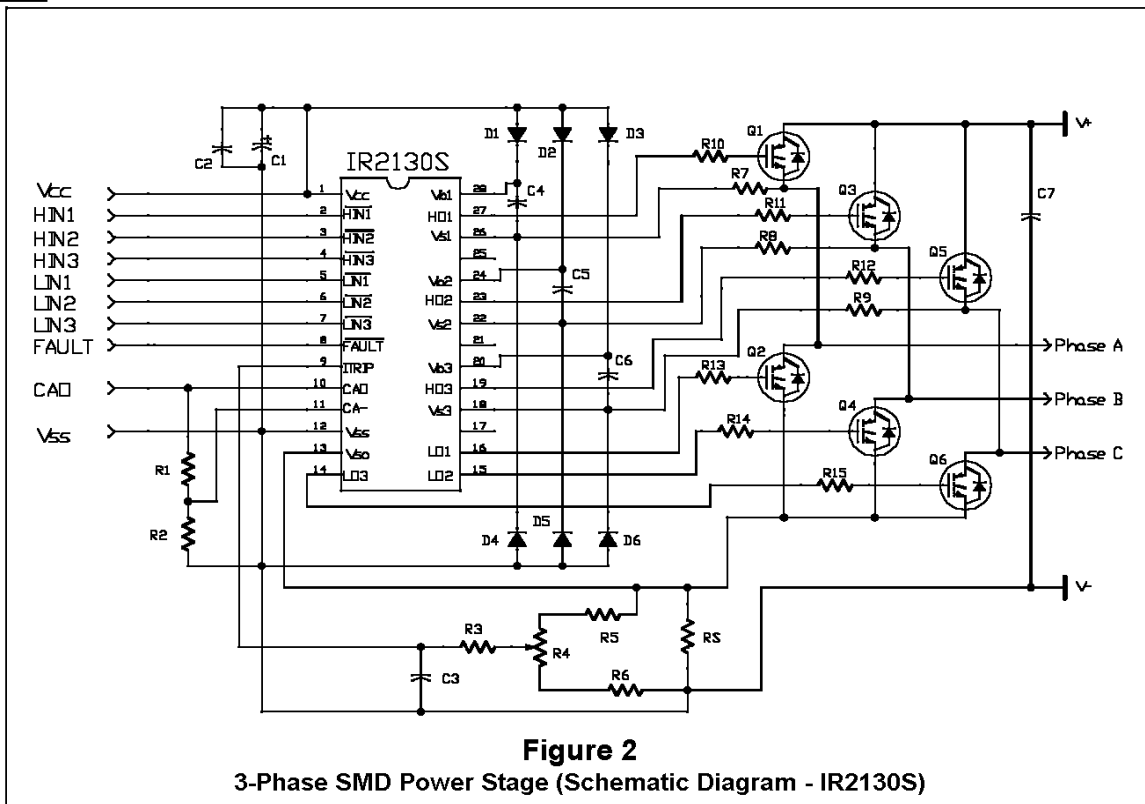 D1
D2
D3
C2
C1
+
IR2130S
C4
C5
C6
D4
D5
D6
Vcc
HIN1
HIN2
HIN3
LIN1
LIN2
LIN3
FAULT
CAO
Vss
1 Vcc
2 HIN1
3 HIN2
4 HIN3
5 LIN1
6 LIN2
7 LIN3
8 FAULT
9 ITRIP
10 CAO
11 CA-
12 Vss
13 Vso
14 LO3
Vb1 28
HO1 27
Vs1 26
25
Vb2 24
HO2 23
Vs2 22
21
Vb3 20
HO3 19
Vs3 18
17
LO1 16
LO2 15
R10
Q1
R7
R11
Q3
R8
R12
Q5
R9
R13
Q2
R14
Q4
R15
Q6
V+
C7
Phase A
Phase B
Phase C
V-
R1
R2
R3
R4
R5
R6
RS
C3
Figure 2
3-Phase SMD Power Stage (Schematic Diagram - IR2130S)